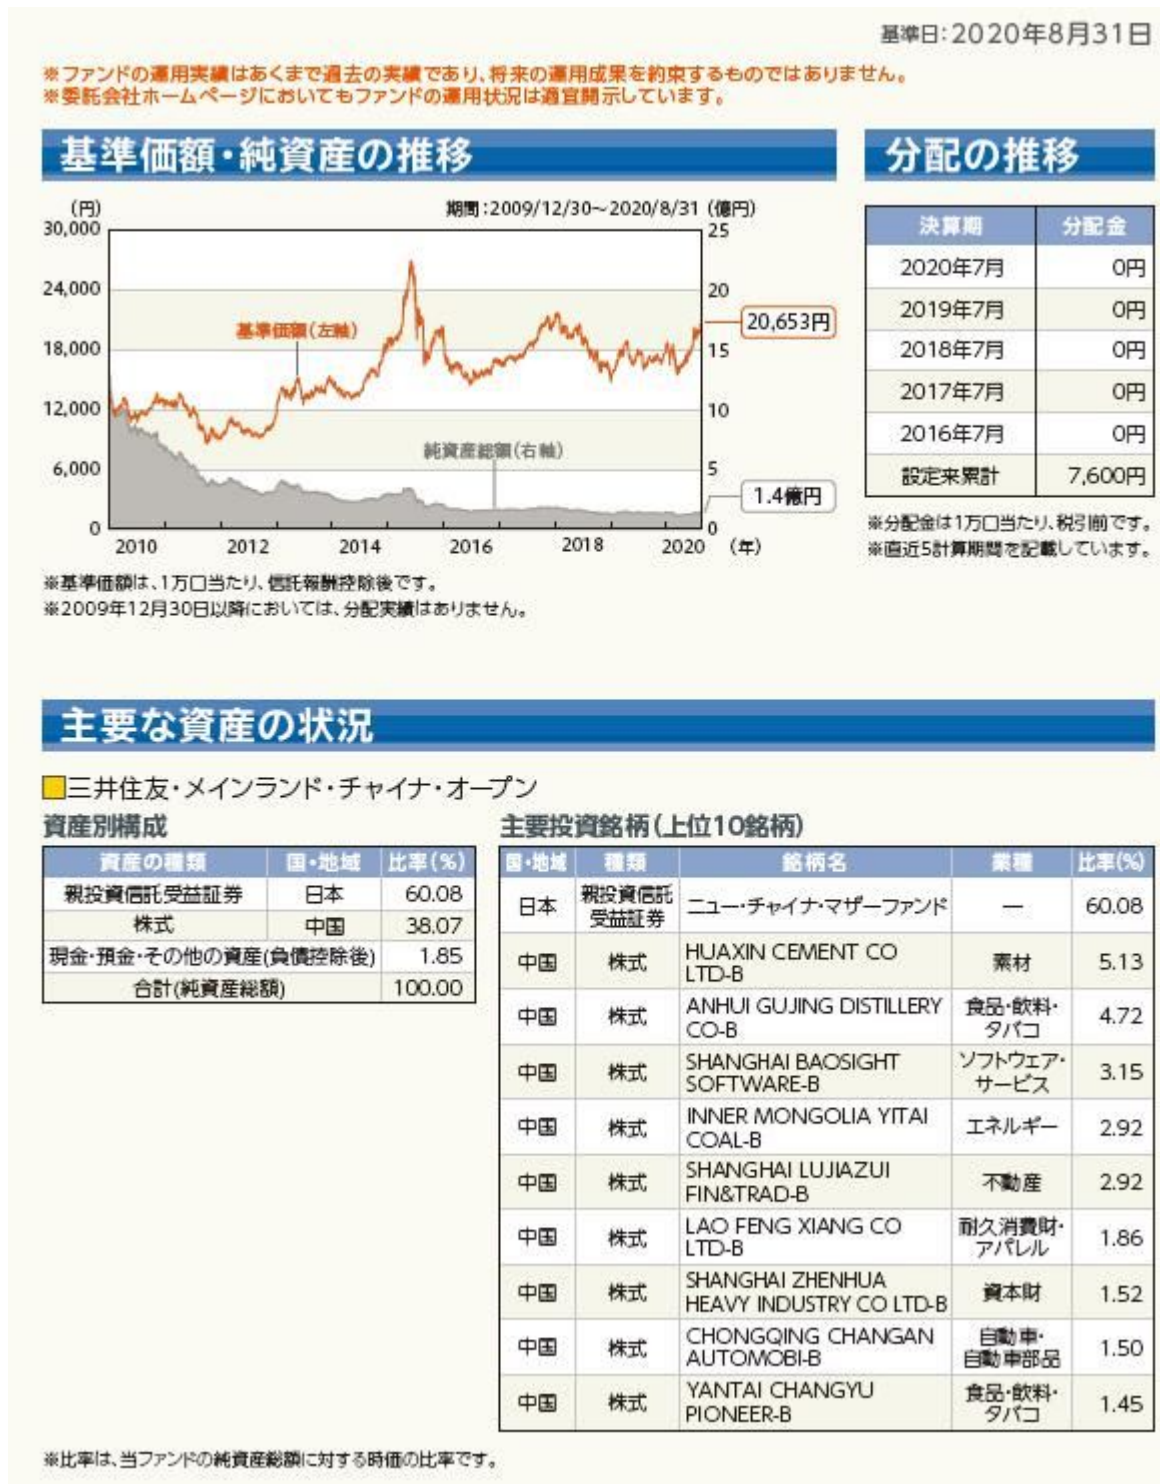 基準日:2020年8月31日
※ファンドの運用実績はあくまで過去の実績であり、将来の運用成果を約束するものではありません。
※委託会社ホームページにおいてもファンドの運用状況は適宜開示しています。
基準価額・純資産の推移
(円)
期間:2009/12/30~2020/8/31
(億円)
30,000
24,000
18,000
12,000
6,000
0
25
20
15
10
5
0
基準価額(左軸)
純資産総額(右軸)
20,653円
1.4億円
2010 2012 2014 2016 2018 2020 (年)
※基準価額は、1万口当たり、信託報酬控除後です。
※2009年12月30日以降においては、分配実績はありません。
分配の推移
決算期 分配金
2020年7月 0円
2019年7月 0円
2018年7月 0円
2017年7月 0円
2016年7月 0円
設定来累計 7,600円
※分配金は1万口当たり、税引前です。
※直近5計算期間を記載しています。
主要な資産の状況
三井住友・メインランド・チャイナ・オープン
資産別構成
資産の種類 国・地域 比率(%)
親投資信託受益証券 日本 60.08
株式 中国 38.07
現金・預金・その他の資産(負債控除後) 1.85
合計(純資産総額) 100.00
主要投資銘柄(上位10銘柄)
国・地域 種類 銘柄名 業種 比率(%)
日本 親投資信託 ニュー・チャイナ・マザーファンド — 60.08
受益証券
中国 株式 HUAXIN CEMENT CO 素材 5.13
LTD-B
中国 株式 ANHUI GUJING DISTILLERY 食品・飲料・ 4.72
CO-B タバコ
中国 株式 SHANGHAI BAOSIGHT ソフトウェア・ 3.15
SOFTWARE-B サービス
中国 株式 INNER MONGOLIA YITAI エネルギー 2.92
COAL-B
中国 株式 SHANGHAI LUJIAZUI 不動産 2.92
FIN&TRAD-B
中国 株式 LAO FENG XIANG CO 耐久消費財・ 1.86
LTD-B アパレル
中国 株式 SHANGHAI ZHENHUA 資本財 1.52
HEAVY INDUSTRY CO LTD-B
中国 株式 CHONGQING CHANGAN 自動車・ 1.50
AUTOMOBI-B 自動車部品
中国 株式 YANTAI CHANGYU 食品・飲料・ 1.45
PIONEER-B タバコ
※比率は、当ファンドの純資産総額に対する時価の比率です。